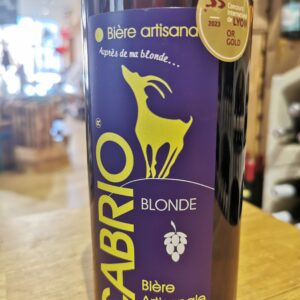 Bière artisana
Auprès de ma blonde...
CABRIO®
BLONDE
Bière
Artisanale
2023
LYON
OR
GOLD